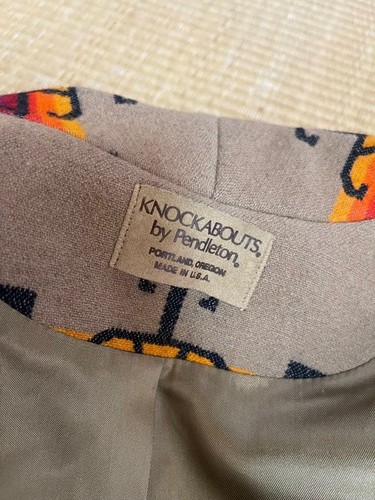 KNOCKABOUTS®
by Pendleton®
PORTLAND, OREGON
MADE IN U.S.A.